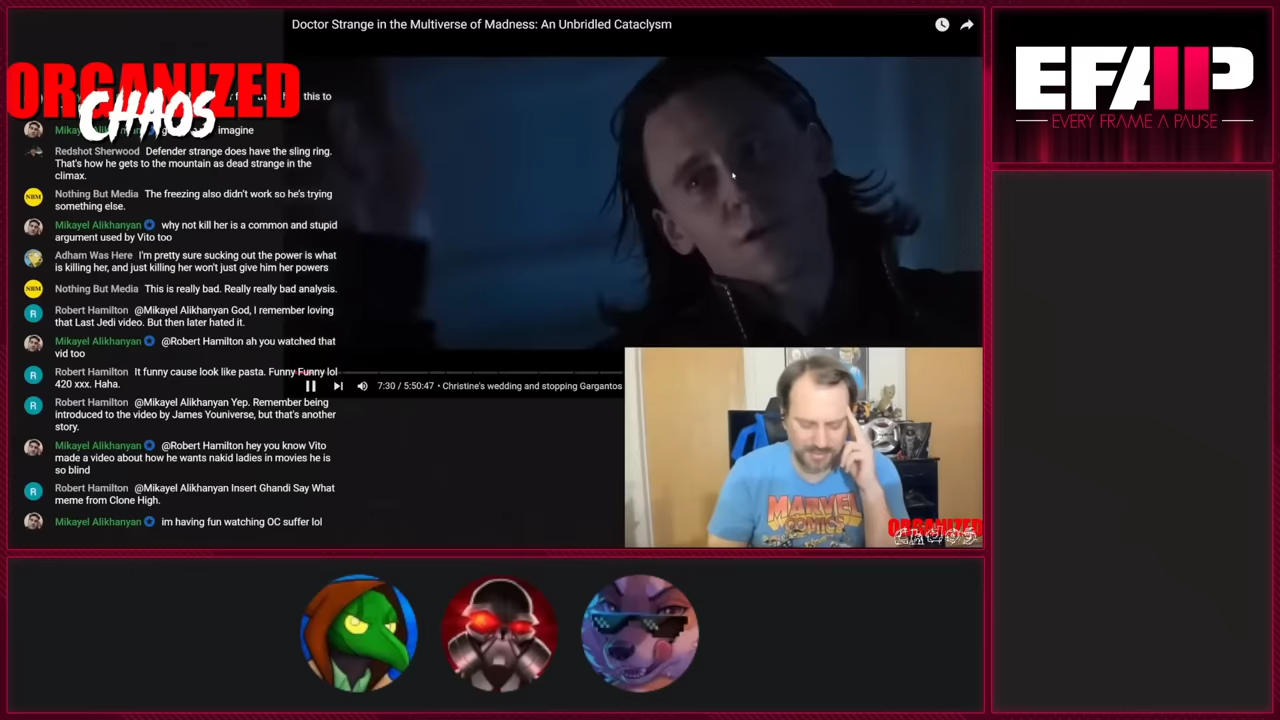 Doctor Strange in the Multiverse of Madness: An Unbridled Cataclysm
ORGANIZED
CHAOS
this to
imagine
Redshot Sherwood Defender strange does have the sling ring.
That's how he gets to the mountain as dead strange in the
climax.
NBM
Nothing But Media The freezing also didn't work so he's trying
something else.
Mikayel Alikhanyan why not kill her is a common and stupid
argument used by Vito too
Adham Was Here I'm pretty sure sucking out the power is what
is killing her, and just killing her won't just give him her powers
NBM
Nothing But Media This is really bad. Really really bad analysis.
R
Robert Hamilton @Mikayel Alikhanyan God, I remember loving
that Last Jedi video. But then later hated it.
Mikayel Alikhanyan @Robert Hamilton ah you watched that
vid too
R
Robert Hamilton It funny cause look like pasta. Funny Funny lol
420 xxx. Haha.
R
Robert Hamilton @Mikayel Alikhanyan Yep. Remember being
introduced to the video by James Youniverse, but that's another
story.
Mikayel Alikhanyan @Robert Hamilton hey you know Vito
made a video about how he wants nakid ladies in movies he is
so blind
R
Robert Hamilton @Mikayel Alikhanyan Insert Ghandi Say What
meme from Clone High.
Mikayel Alikhanyan im having fun watching OC suffer lol
7:30 / 5:50:47 • Christine's wedding and stopping Gargantos
MARVEL
COMICS
ORGANIZED
CHAOS
EFAP
EVERY FRAME A PAUSE